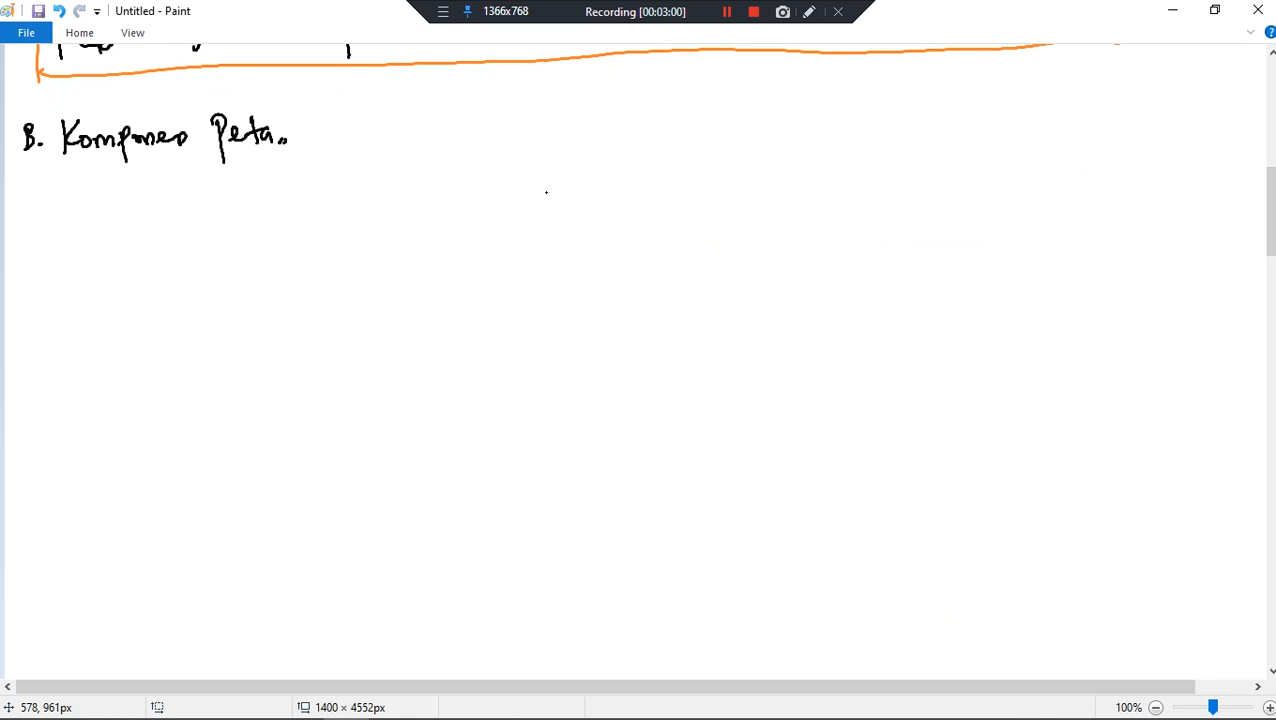 Untitled - Paint
1366x768
Recording [00:03:00]
File
Home
View
B. Komponen Peta
578, 961px
1400 × 4552px
100%